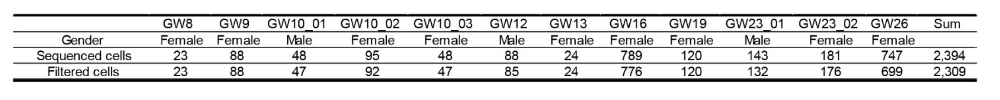 GW8 GW9 GW10_01 GW10_02 GW10_03 GW12 GW13 GW16 GW19 GW23_01 GW23_02 GW26 Sum
Gender Female Female Male Female Female Male Female Female Female Male Female Female
Sequenced cells 23 88 48 95 48 88 24 789 120 143 181 747 2,394
Filtered cells 23 88 47 92 47 85 24 776 120 132 176 699 2,309